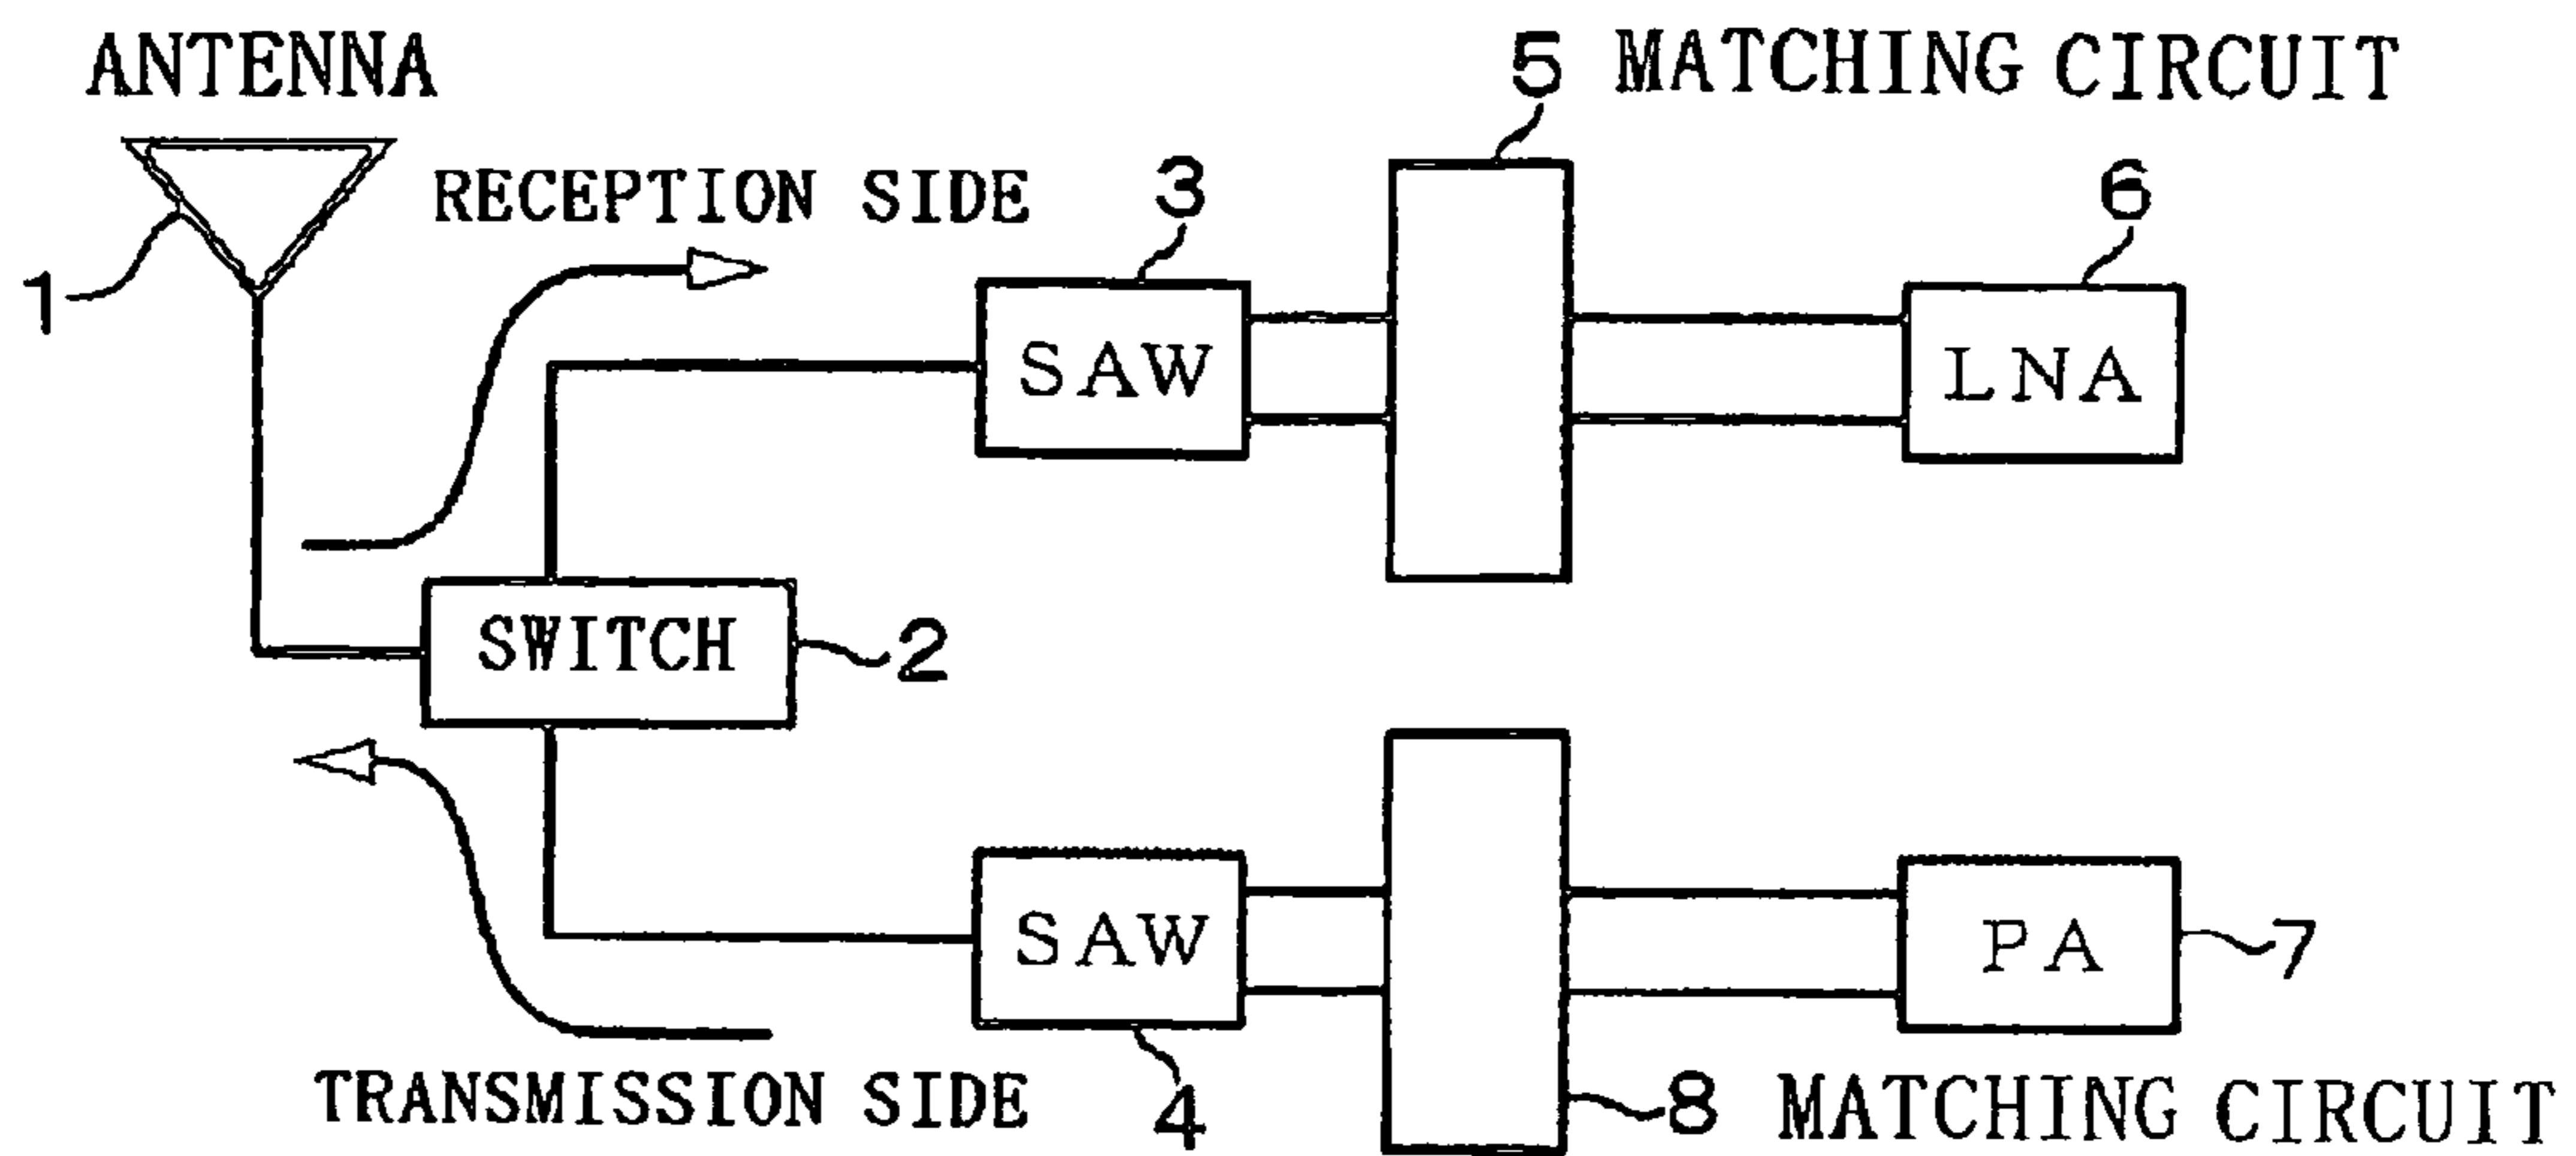 ANTENNA
5 MATCHING CIRCUIT
RECEPTION SIDE
3
6
1
SAW
LNA
SWITCH
2
SAW
PA
7
TRANSMISSION SIDE
4
8 MATCHING CIRCUIT